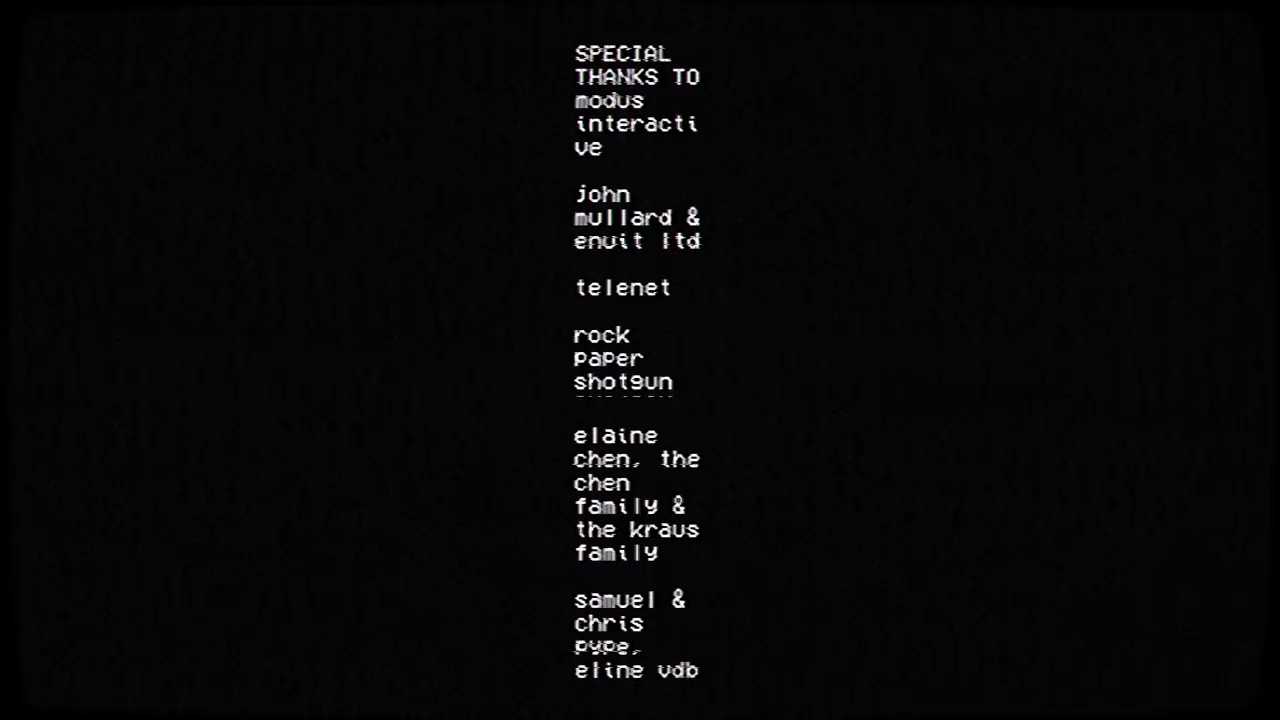 SPECIAL
THANKS TO
modus
interacti
ve
john
mullard &
enuit ltd
telenet
rock
paper
shotgun
elaine
chen, the
chen
family &
the kraus
family
samuel &
chris
pype,
eline vdb